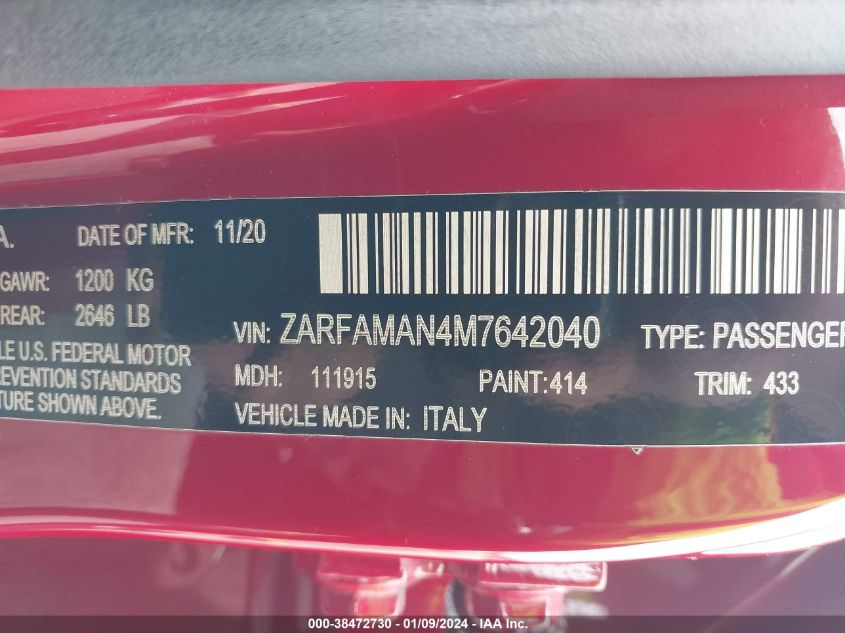 A. DATE OF MFR: 11/20
GAWR: 1200 KG
REAR: 2646 LB
VIN: ZARFAMAN4M7642040 TYPE: PASSENGER
LE U.S. FEDERAL MOTOR
MDH: 111915 PAINT:414 TRIM: 433
REVENTION STANDARDS
TURE SHOWN ABOVE.
VEHICLE MADE IN: ITALY
000-38472730 - 01/09/2024 - IAA Inc.